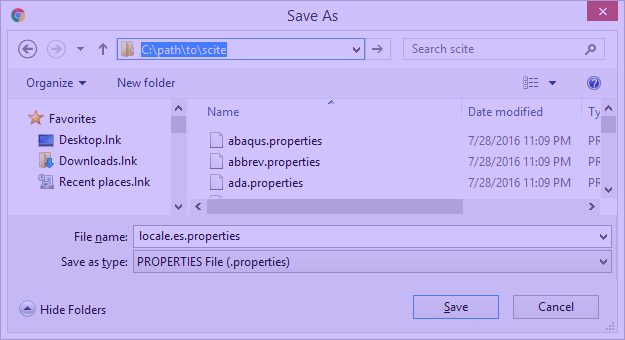 Save As
C:\path\to\scite
Search scite
Organize
New folder
Favorites
Desktop.lnk
Downloads.lnk
Recent places.lnk
Name
Date modified
Ty
abaqus.properties
7/28/2016 11:09 PM
PR
abbrev.properties
7/28/2016 11:09 PM
PR
ada.properties
7/28/2016 11:09 PM
PR
File name:
locale.es.properties
Save as type:
PROPERTIES File (.properties)
Hide Folders
Save
Cancel